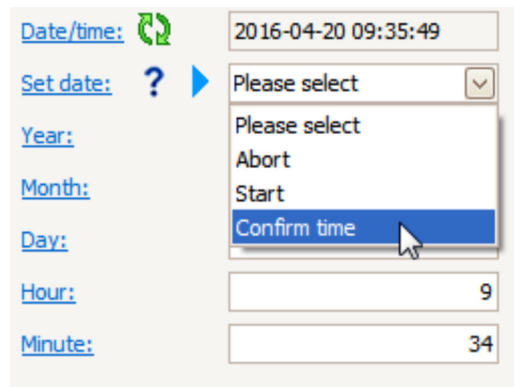 Date/time: 2016-04-20 09:35:49
Set date: ? Please select
Please select
Year:
Abort
Month:
Start
Confirm time
Day:
Hour: 9
Minute: 34